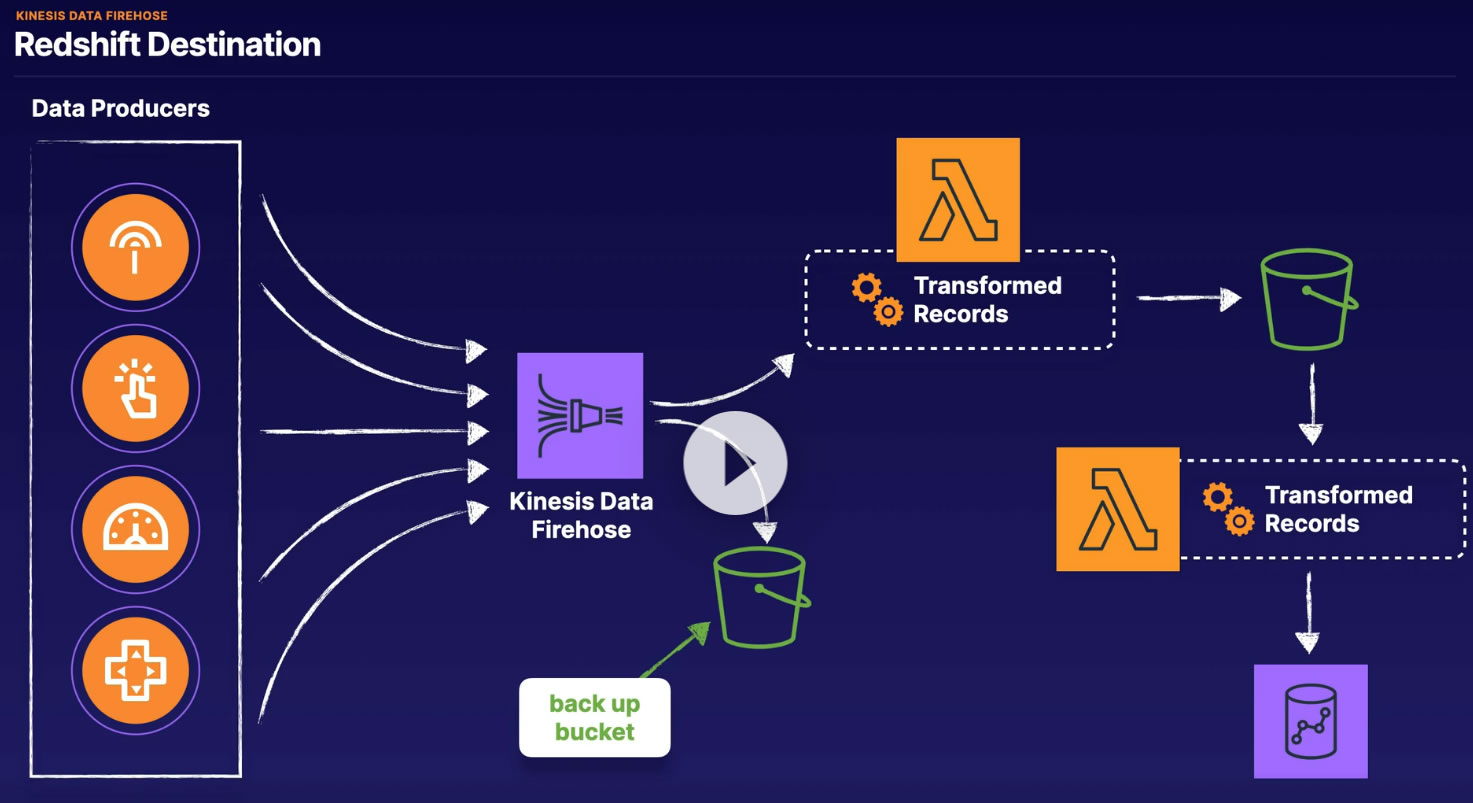 KINESIS DATA FIREHOSE
Redshift Destination
Data Producers
Transformed
Records
Kinesis Data
Firehose
Transformed
Records
back up
bucket